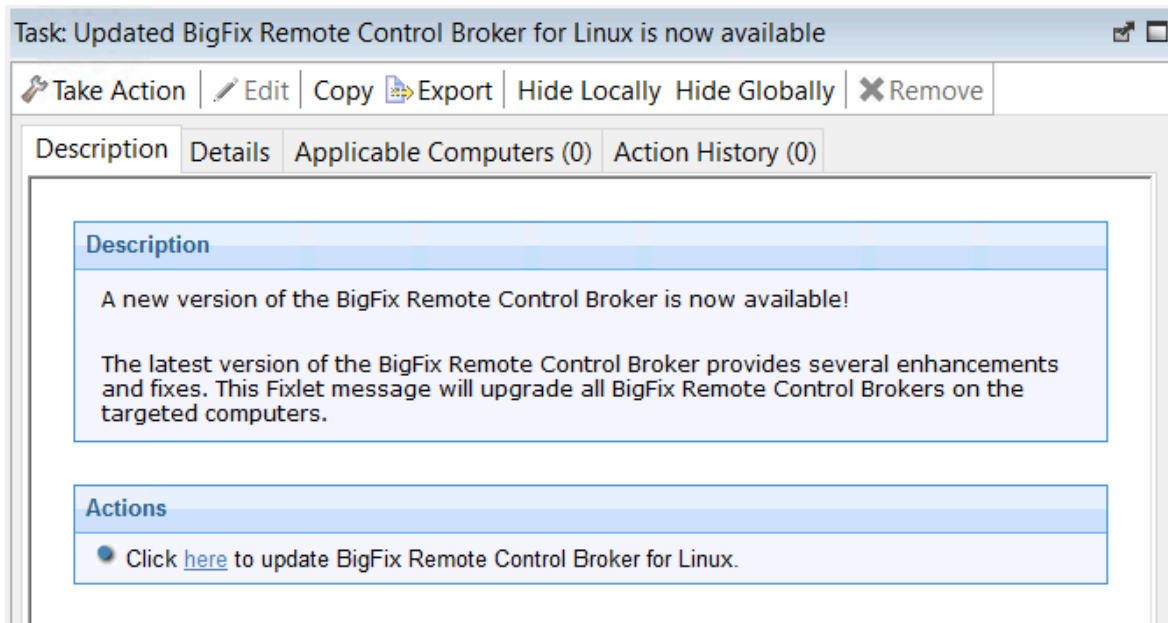 Task: Updated BigFix Remote Control Broker for Linux is now available
Take Action Edit Copy Export Hide Locally Hide Globally Remove
Description Details Applicable Computers (0) Action History (0)
Description
A new version of the BigFix Remote Control Broker is now available!
The latest version of the BigFix Remote Control Broker provides several enhancements
and fixes. This Fixlet message will upgrade all BigFix Remote Control Brokers on the
targeted computers.
Actions
Click here to update BigFix Remote Control Broker for Linux.